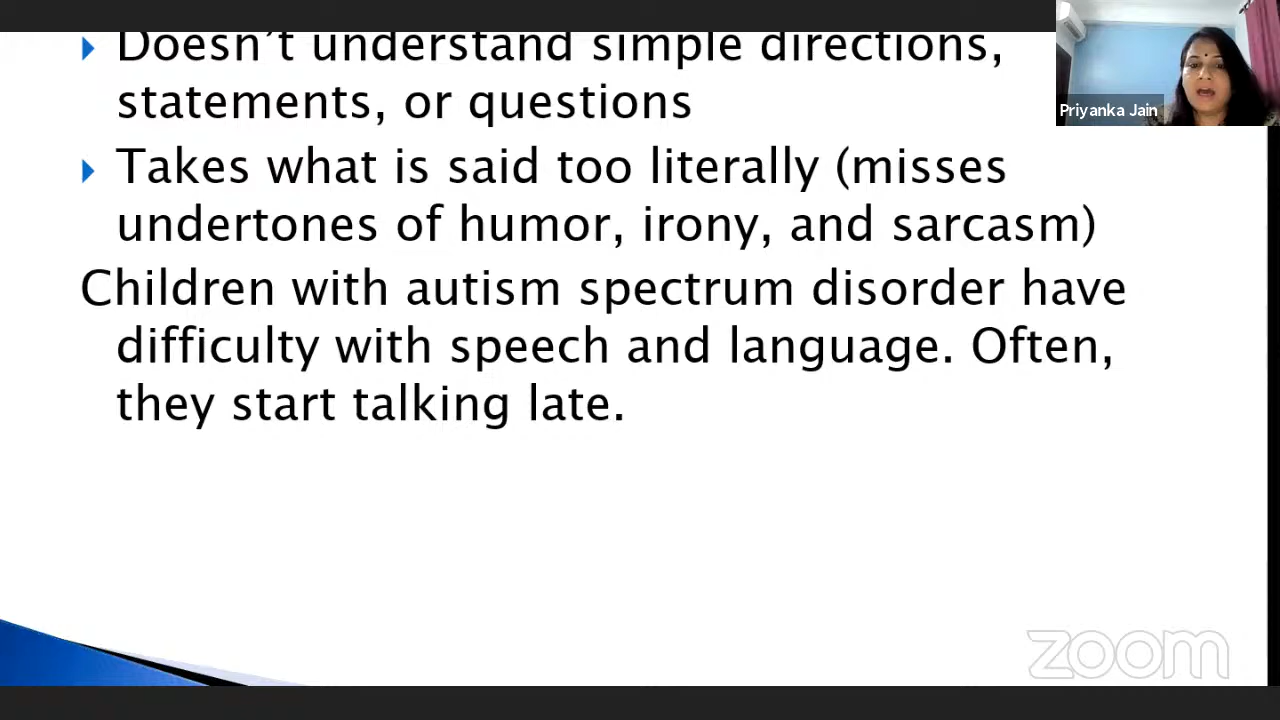 Doesn't understand simple directions,
statements, or questions
Takes what is said too literally (misses
undertones of humor, irony, and sarcasm)
Children with autism spectrum disorder have
difficulty with speech and language. Often,
they start talking late.
Priyanka Jain
zoom